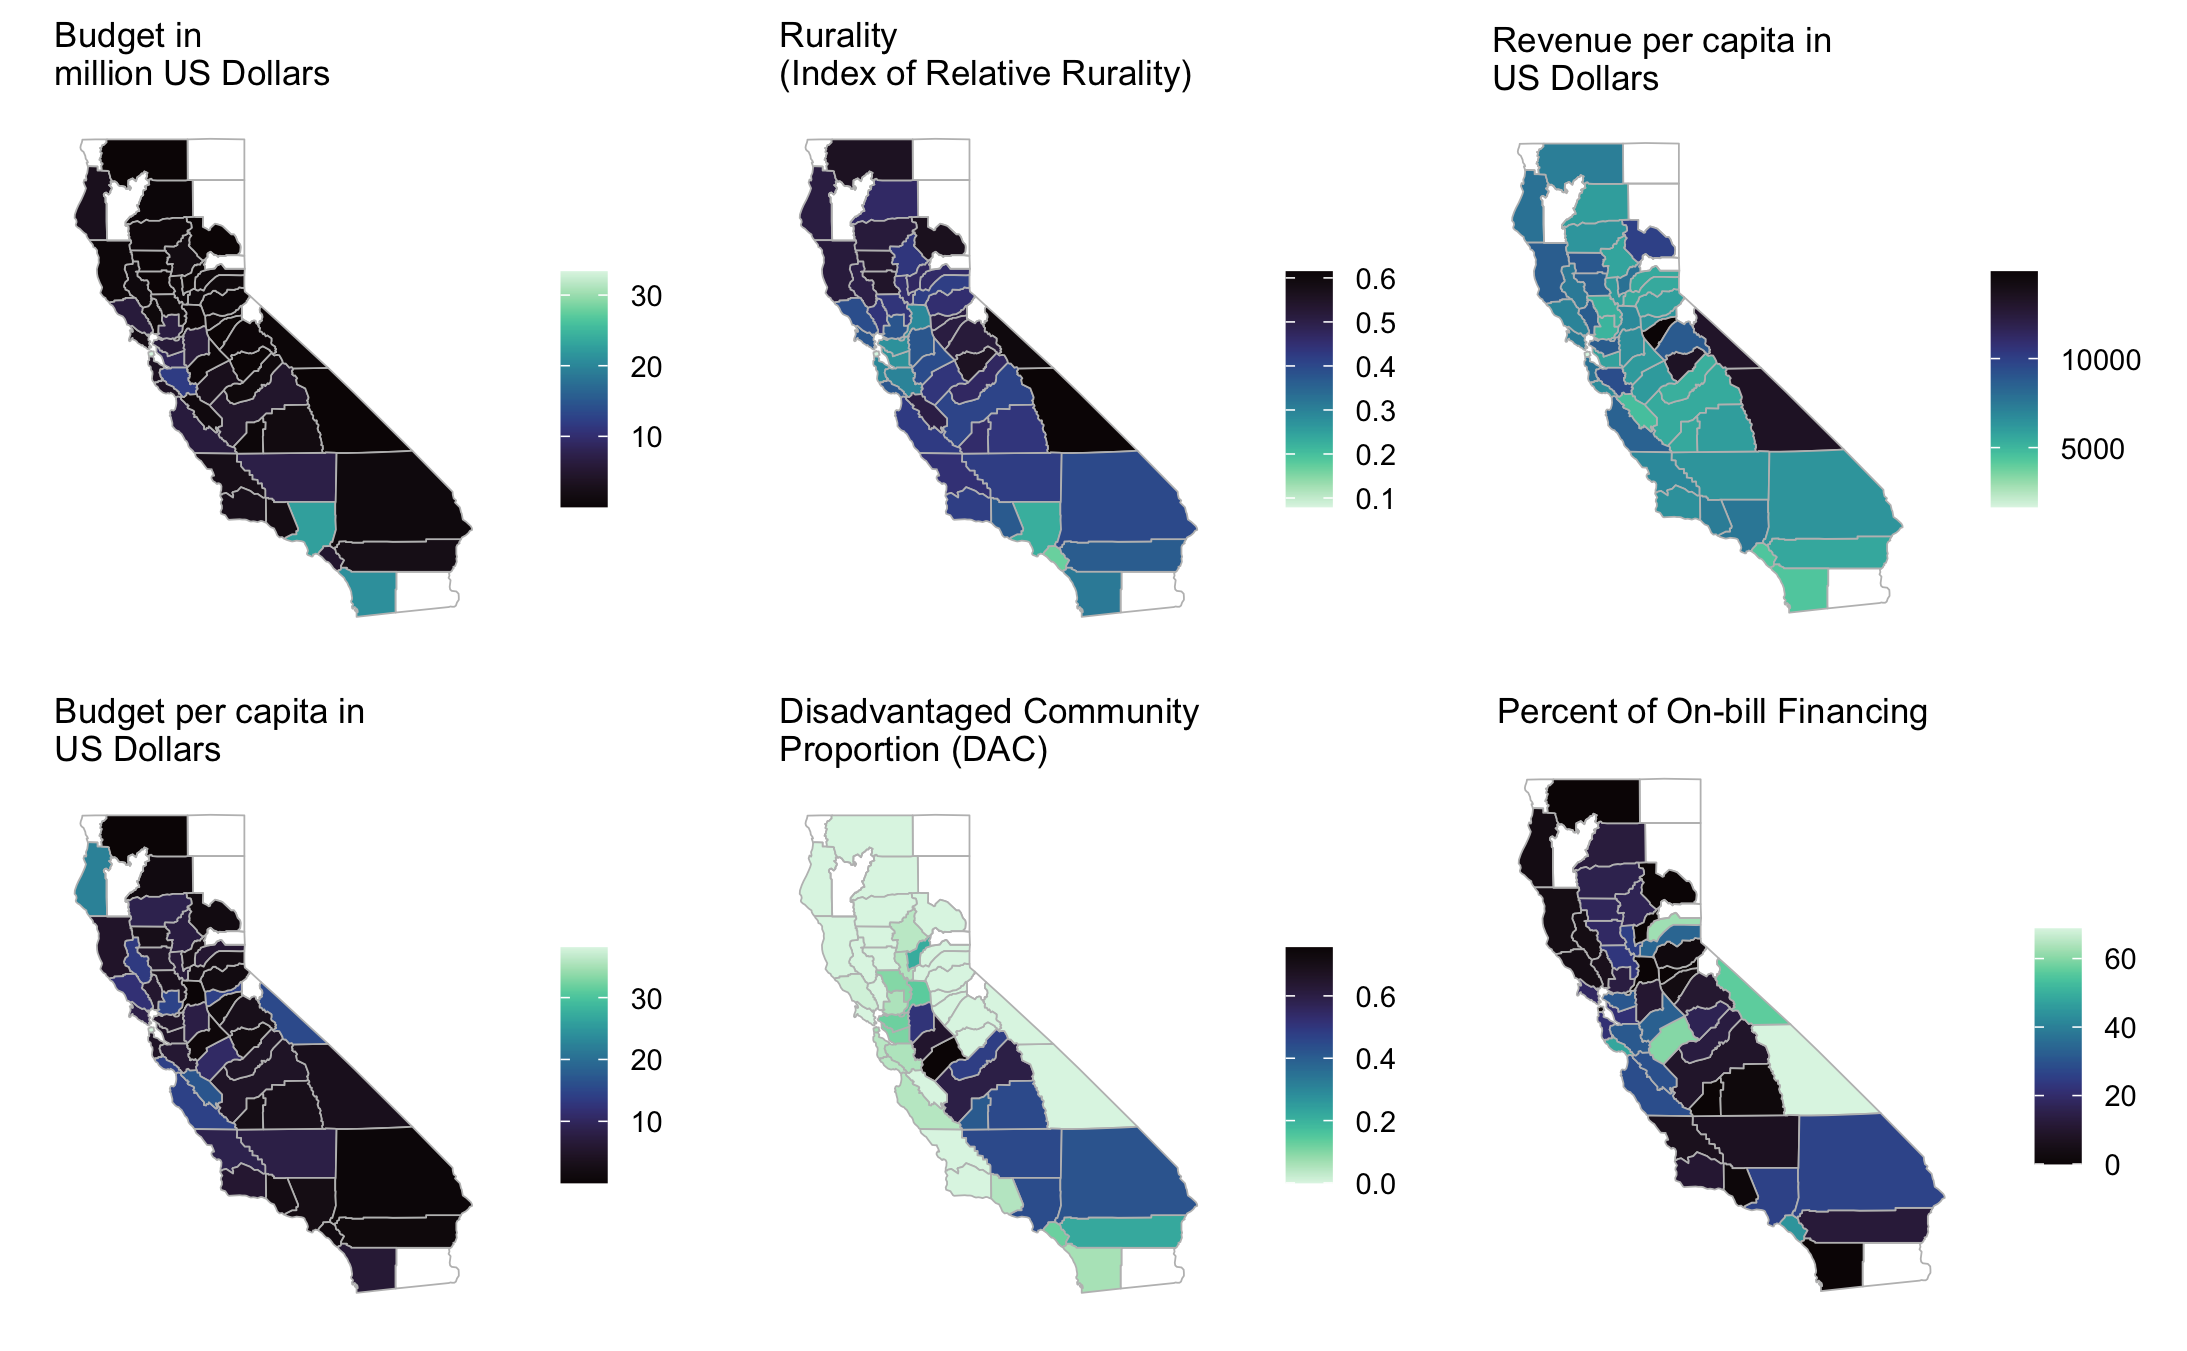 Budget in
million US Dollars
30
20
10
Rurality
(Index of Relative Rurality)
0.6
0.5
0.4
0.3
0.2
0.1
Revenue per capita in
US Dollars
10000
5000
Budget per capita in
US Dollars
30
20
10
Disadvantaged Community
Proportion (DAC)
0.6
0.4
0.2
0.0
Percent of On-bill Financing
60
40
20
0